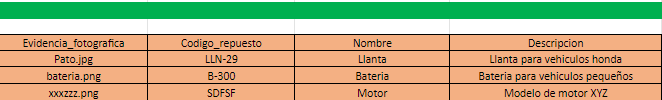 Evidencia_fotografica Codigo_repuesto Nombre Descripcion
Pato.jpg LLN-29 Llanta Llanta para vehiculos honda
bateria.png B-300 Bateria Bateria para vehiculos pequeños
xxxzzz.png SDFSF Motor Modelo de motor XYZ